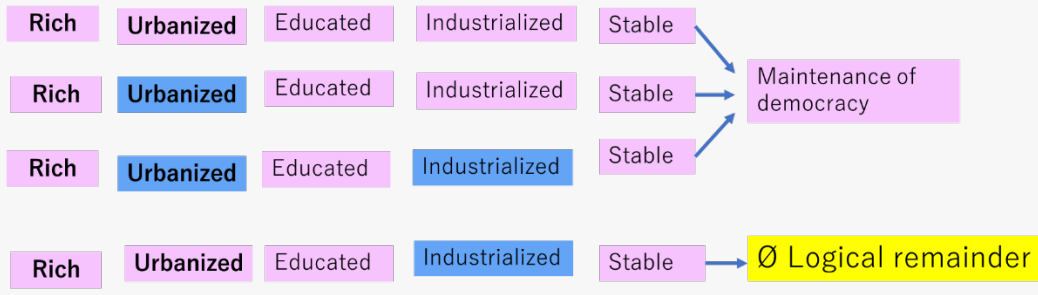 Rich Urbanized Educated Industrialized Stable
Rich Urbanized Educated Industrialized Stable
Maintenance of
democracy
Rich Urbanized Educated Industrialized Stable
Rich Urbanized Educated Industrialized Stable Ø Logical remainder